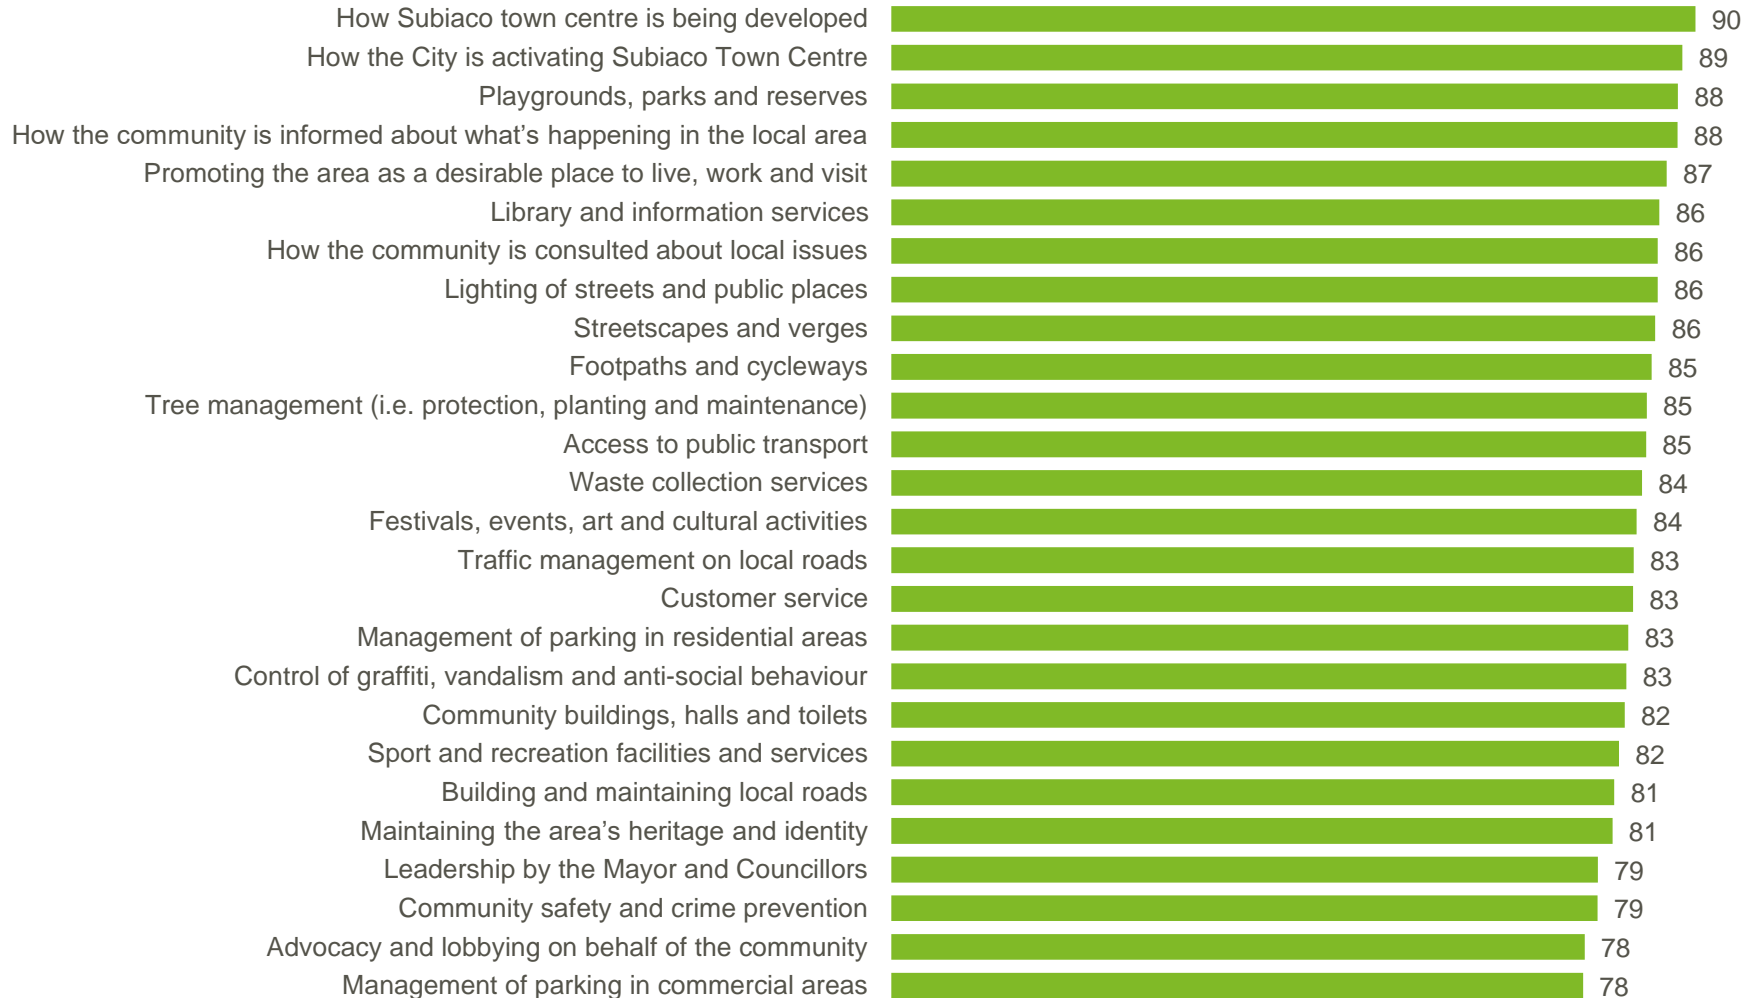 How Subiaco town centre is being developed 90
How the City is activating Subiaco Town Centre 89
Playgrounds, parks and reserves 88
How the community is informed about what’s happening in the local area 88
Promoting the area as a desirable place to live, work and visit 87
Library and information services 86
How the community is consulted about local issues 86
Lighting of streets and public places 86
Streetscapes and verges 86
Footpaths and cycleways 85
Tree management (i.e. protection, planting and maintenance) 85
Access to public transport 85
Waste collection services 84
Festivals, events, art and cultural activities 84
Traffic management on local roads 83
Customer service 83
Management of parking in residential areas 83
Control of graffiti, vandalism and anti-social behaviour 83
Community buildings, halls and toilets 82
Sport and recreation facilities and services 82
Building and maintaining local roads 81
Maintaining the area’s heritage and identity 81
Leadership by the Mayor and Councillors 79
Community safety and crime prevention 79
Advocacy and lobbying on behalf of the community 78
Management of parking in commercial areas 78